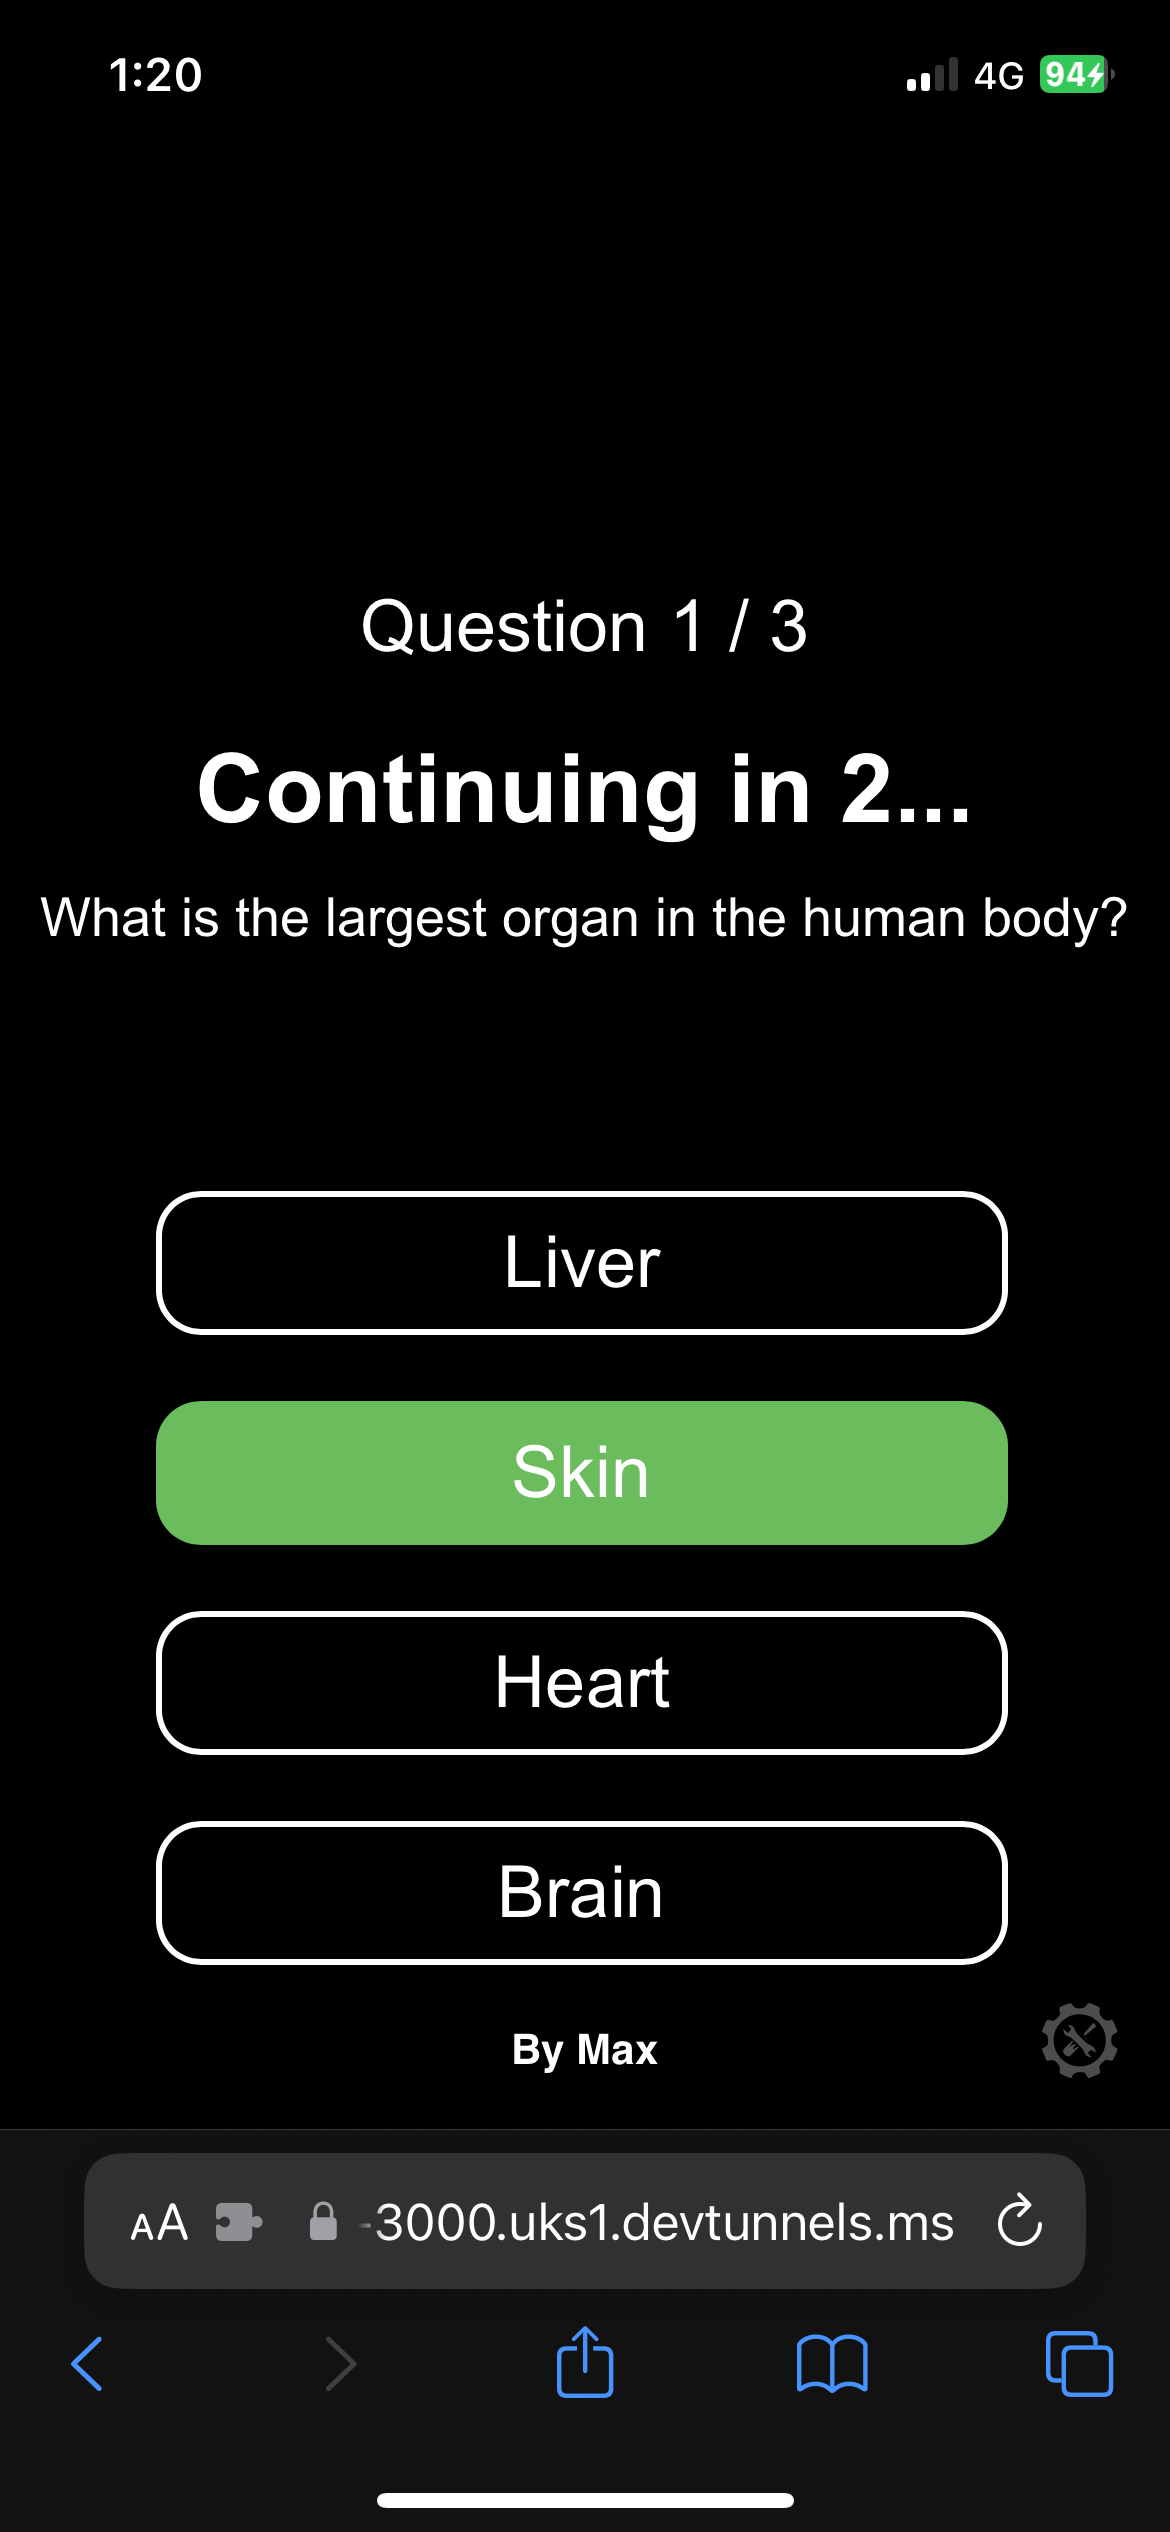 1:20
4G 94
Question 1 / 3
Continuing in 2...
What is the largest organ in the human body?
Liver
Skin
Heart
Brain
By Max
AA -3000.uks1.devtunnels.ms